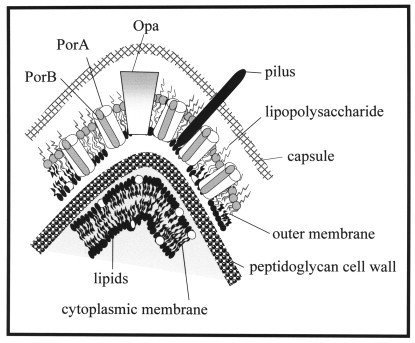 Opa
PorA
PorB
pilus
lipopolysaccharide
capsule
outer membrane
peptidoglycan cell wall
lipids
cytoplasmic membrane